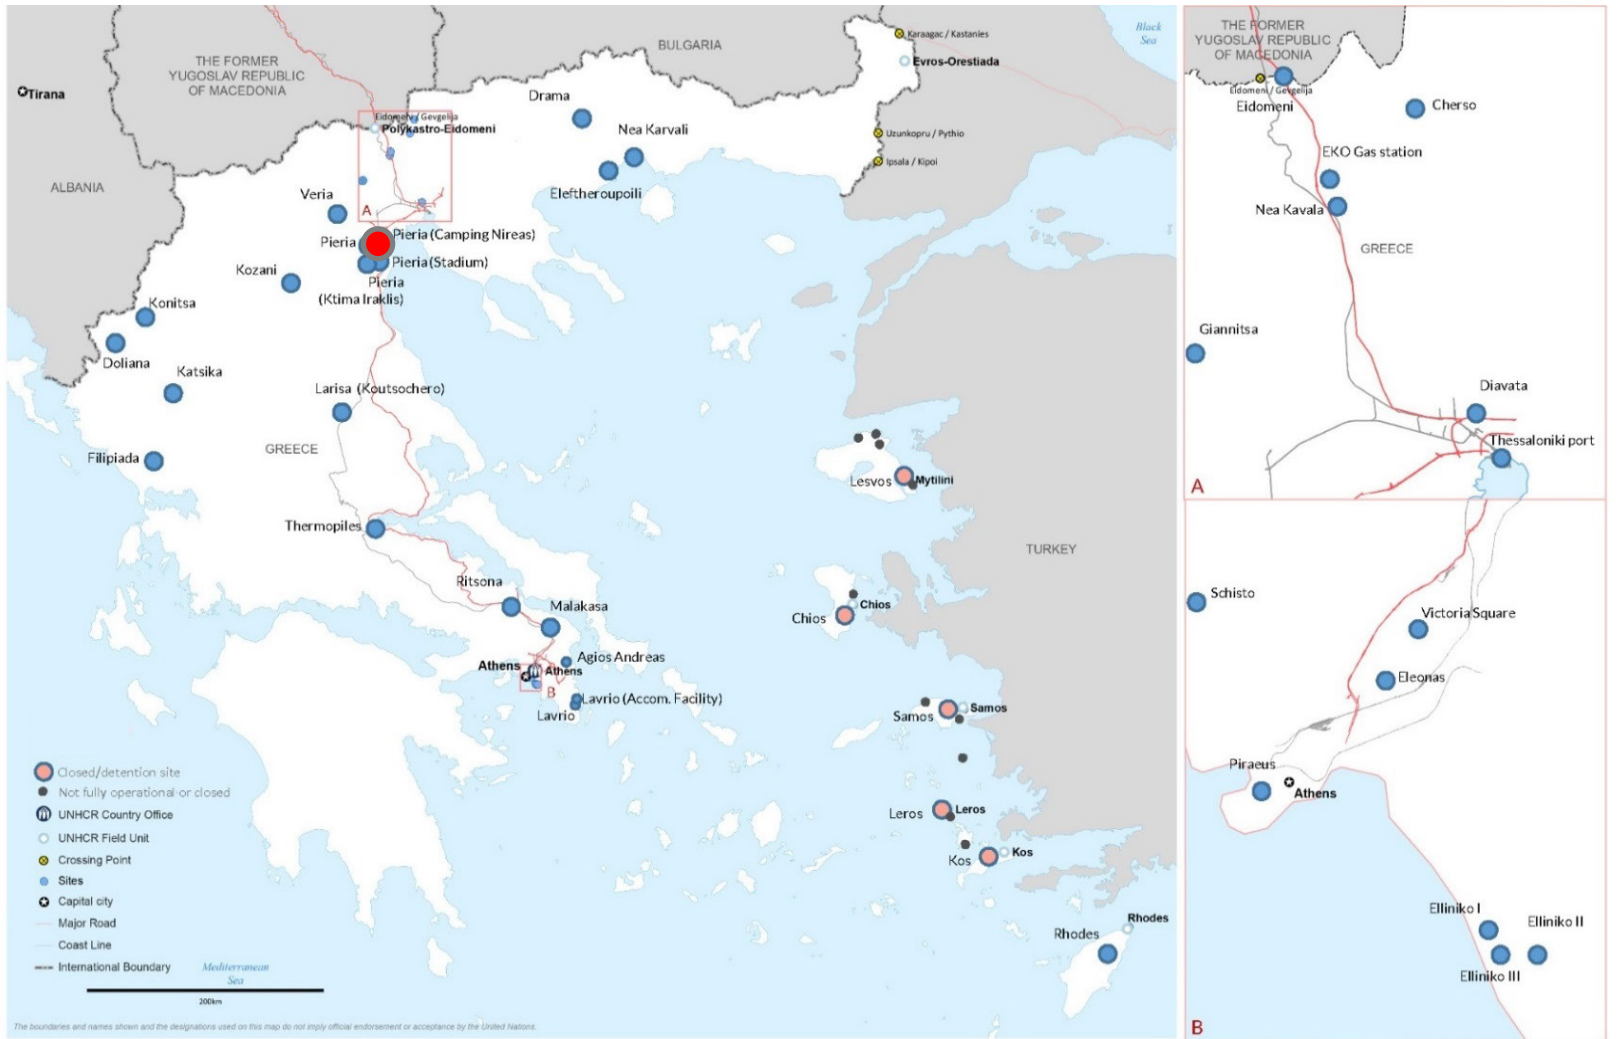 Black
Sea
BULGARIA
Karaagac / Kastanies
Evros-Orestiada
THE FORMER
YUGOSLAV REPUBLIC
OF MACEDONIA
Tirana
Drama
Eidomeni / Gevgelija
Polykastro-Eidomeni
Nea Karvali
Uzunkopru / Pythio
Ipsala / Kipoi
ALBANIA
Veria
Eleftheroupoili
A
Pieria
Pieria (Camping Nireas)
Kozani
Pieria (Stadium)
Pieria
(Ktima Iraklis)
Konitsa
Doliana
Katsika
Larisa (Koutsochero)
GREECE
Filipiada
Lesvos
Mytilini
Thermopiles
TURKEY
Ritsona
Malakasa
Chios
Chios
Athens
Athens
Agios Andreas
B
Lavrio (Accom. Facility)
Lavrio
Samos
Samos
Leros
Leros
Kos
Kos
Rhodes
Rhodes
Closed/detention site
Not fully operational or closed
UNHCR Country Office
UNHCR Field Unit
Crossing Point
Sites
Capital city
Major Road
Coast Line
International Boundary
Mediterranean
Sea
200km
The boundaries and names shown and the designations used on this map do not imply official endorsement or acceptance by the United Nations.
THE FORMER
YUGOSLAV REPUBLIC
OF MACEDONIA
Eidomeni / Gevgelija
Eidomeni
Cherso
EKO Gas station
Nea Kavala
GREECE
Giannitsa
Diavata
Thessaloniki port
A
Schisto
Victoria Square
Eleonas
Piraeus
Athens
Elliniko I
Elliniko II
Elliniko III
B